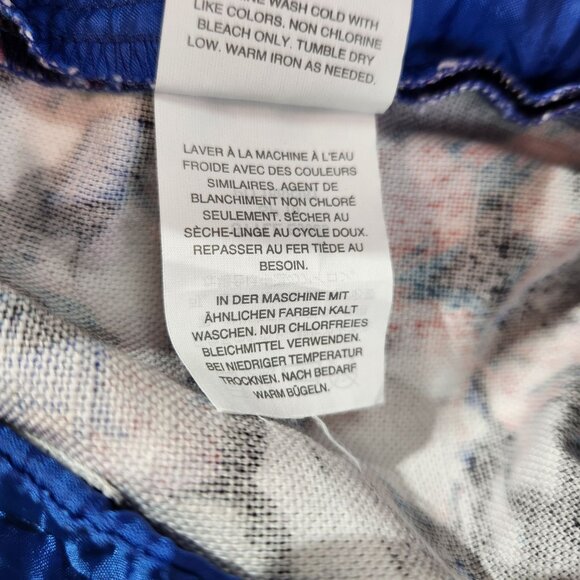 WASH COLD WITH
LIKE COLORS. NON CHLORINE
BLEACH ONLY. TUMBLE DRY
LOW. WARM IRON AS NEEDED.
LAVER À LA MACHINE À L'EAU
FROIDE AVEC DES COULEURS
SIMILAIRES. AGENT DE
BLANCHIMENT NON CHLORÉ
SEULEMENT. SÉCHER AU
SÈCHE-LINGE AU CYCLE DOUX.
REPASSER AU FER TIÈDE AU
BESOIN.
IN DER MASCHINE MIT
ÄHNLICHEN FARBEN KALT
WASCHEN. NUR CHLORFREIES
BLEICHMITTEL VERWENDEN.
BEI NIEDRIGER TEMPERATUR
TROCKNEN. NACH BEDARF
WARM BÜGELN.